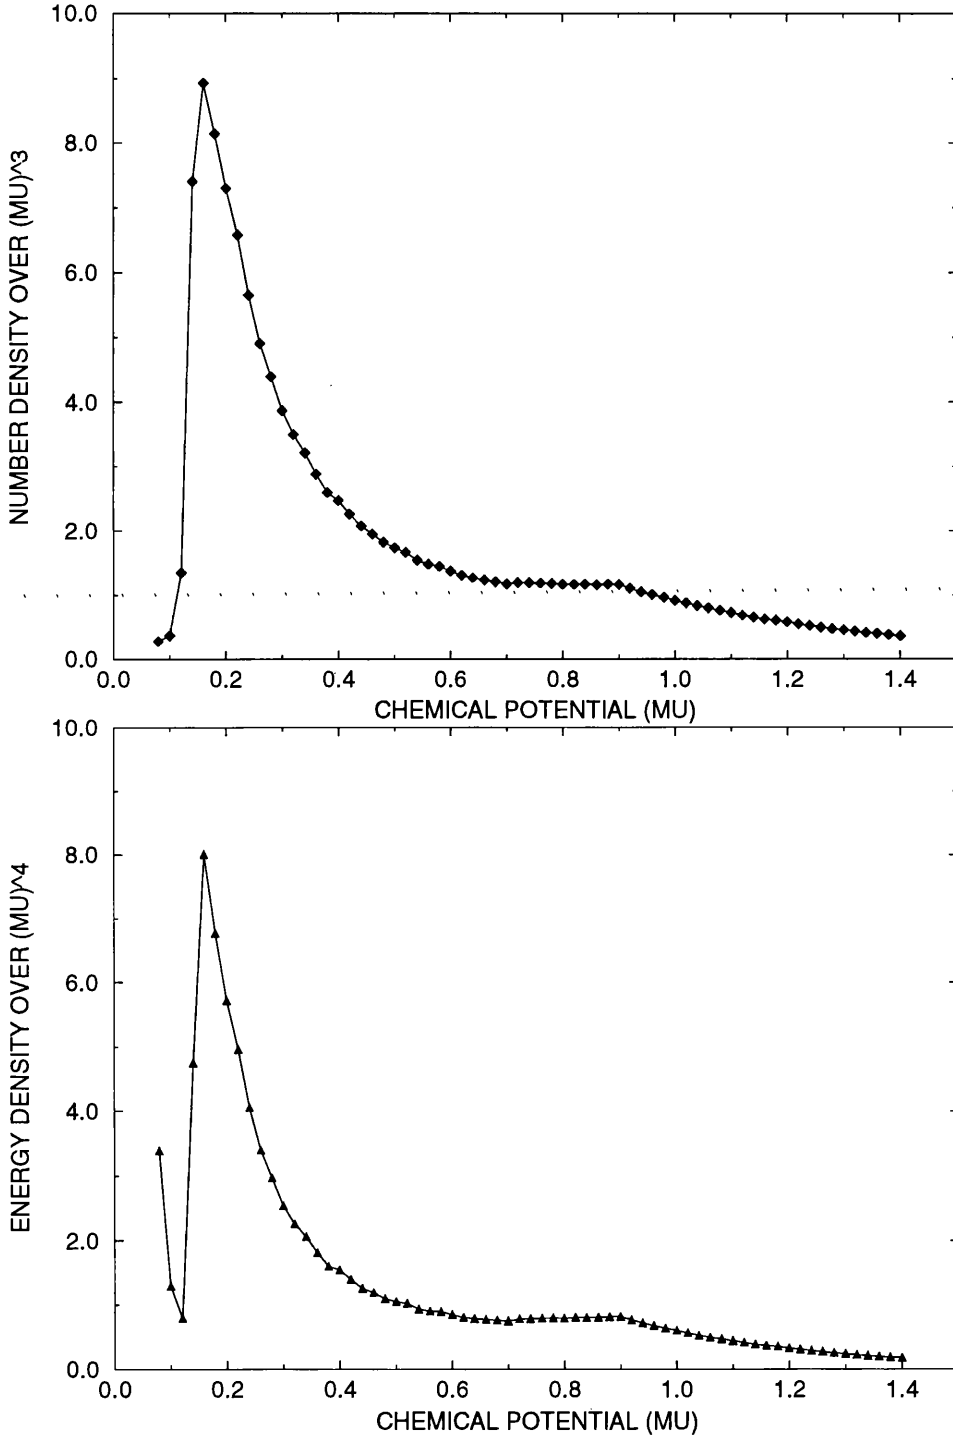 10.0
8.0
6.0
4.0
2.0
0.0
NUMBER DENSITY OVER (MU)^3
0.0 0.2 0.4 0.6 0.8 1.0 1.2 1.4
CHEMICAL POTENTIAL (MU)
10.0
8.0
6.0
4.0
2.0
0.0
ENERGY DENSITY OVER (MU)^4
0.0 0.2 0.4 0.6 0.8 1.0 1.2 1.4
CHEMICAL POTENTIAL (MU)